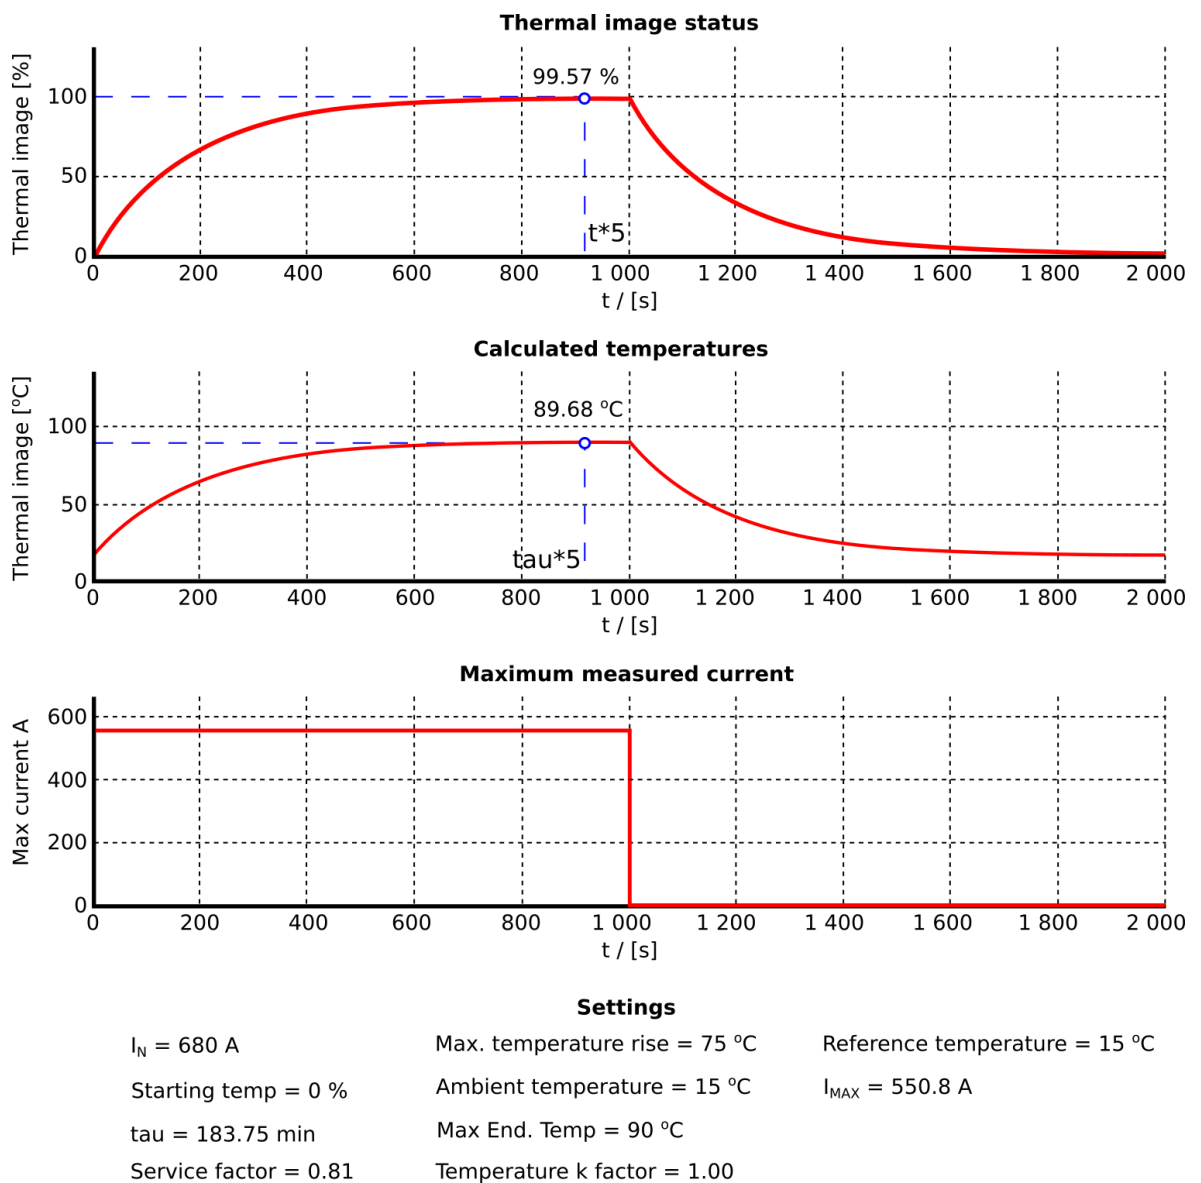 Thermal image status
Thermal image [%]
99.57 %
100
50
0
t*5
0 200 400 600 800 1 000 1 200 1 400 1 600 1 800 2 000
t / [s]
Calculated temperatures
Thermal image [ºC]
89.68 ºC
100
50
0
tau*5
0 200 400 600 800 1 000 1 200 1 400 1 600 1 800 2 000
t / [s]
Maximum measured current
Max current A
600
400
200
0
0 200 400 600 800 1 000 1 200 1 400 1 600 1 800 2 000
t / [s]
Settings
I_N = 680 A Max. temperature rise = 75 ºC Reference temperature = 15 ºC
Starting temp = 0 % Ambient temperature = 15 ºC I_MAX = 550.8 A
tau = 183.75 min Max End. Temp = 90 ºC
Service factor = 0.81 Temperature k factor = 1.00